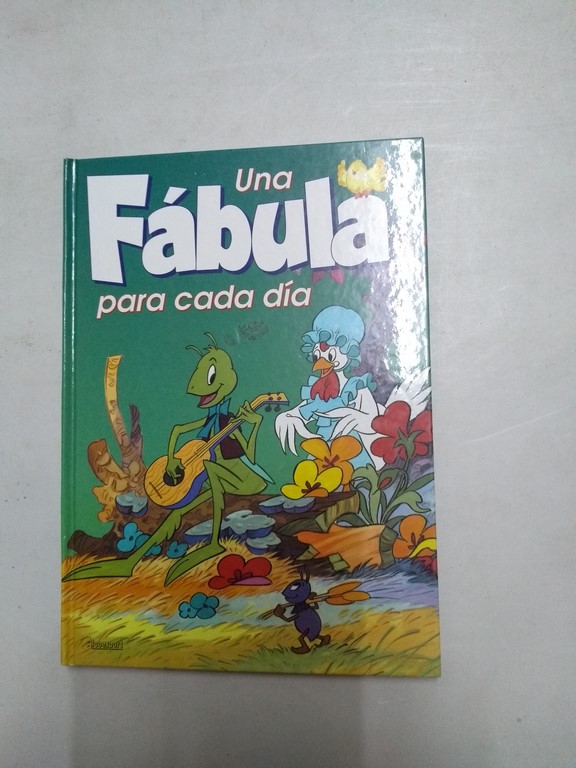 Una
Fábula
para cada día